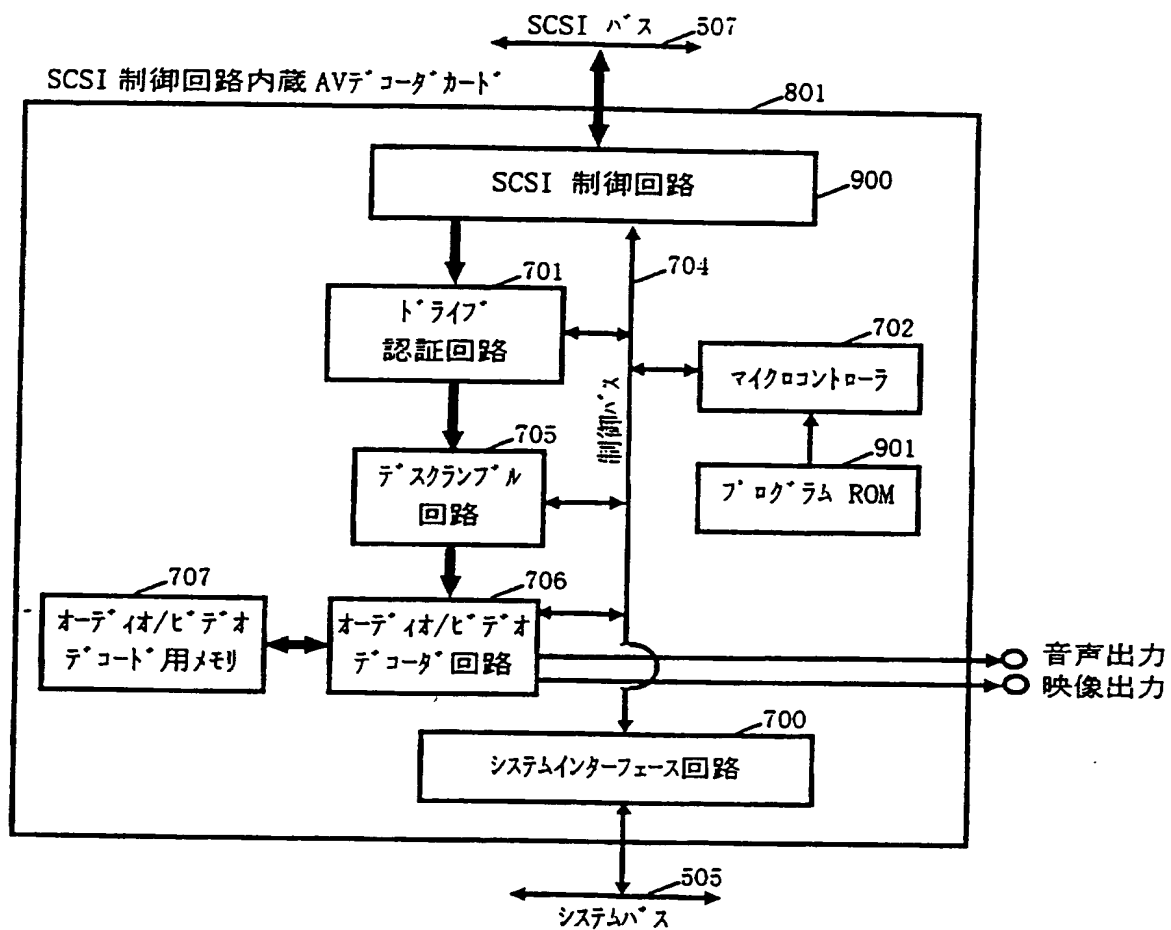 SCSI バス
507
SCSI 制御回路内蔵 AVデコーダカード
801
SCSI 制御回路
900
704
701
ドライブ
認証回路
702
マイクロコントローラ
制御バス
705
デスクランブル
回路
901
プログラム ROM
707
オーディオ/ビデオ
デコード用メモリ
706
オーディオ/ビデオ
デコーダ回路
音声出力
映像出力
700
システムインターフェース回路
505
システムバス